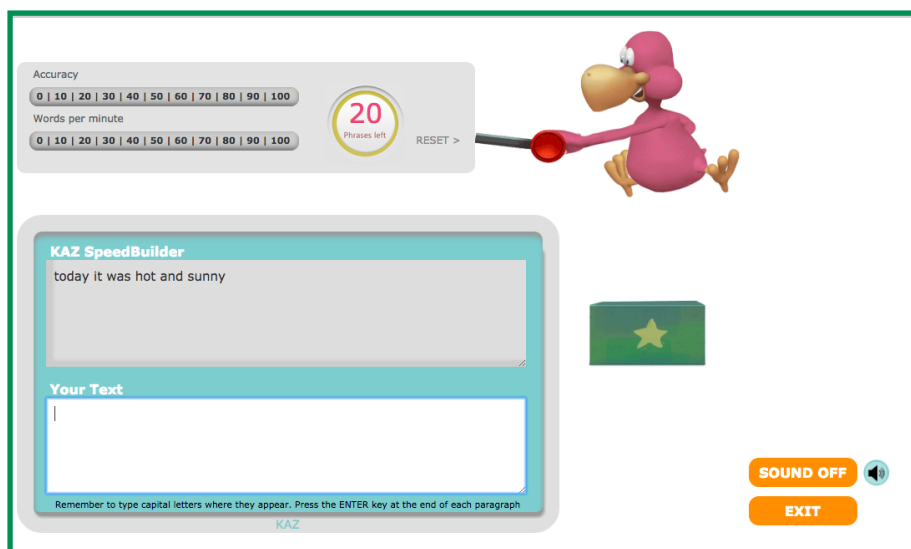 Accuracy
0 | 10 | 20 | 30 | 40 | 50 | 60 | 70 | 80 | 90 | 100
Words per minute
0 | 10 | 20 | 30 | 40 | 50 | 60 | 70 | 80 | 90 | 100
20
Phrases left
RESET >
KAZ SpeedBuilder
today it was hot and sunny
Your Text
Remember to type capital letters where they appear. Press the ENTER key at the end of each paragraph
KAZ
SOUND OFF
EXIT